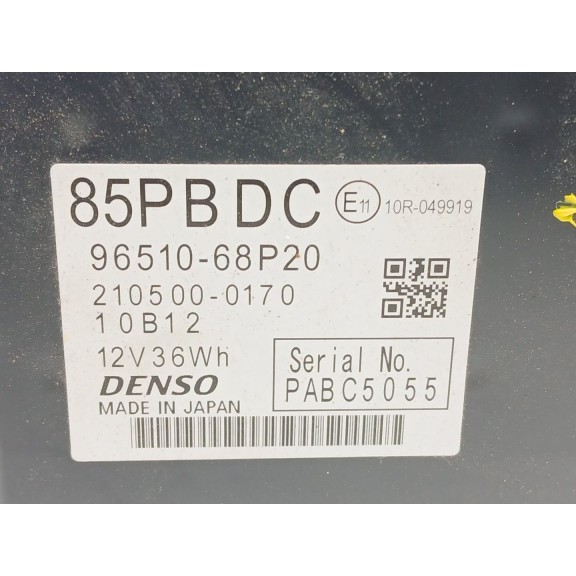 85PBDC E11 10R-049919
96510-68P20
210500-0170
10B12
12V36Wh
DENSO
MADE IN JAPAN
Serial No.
PABC5055